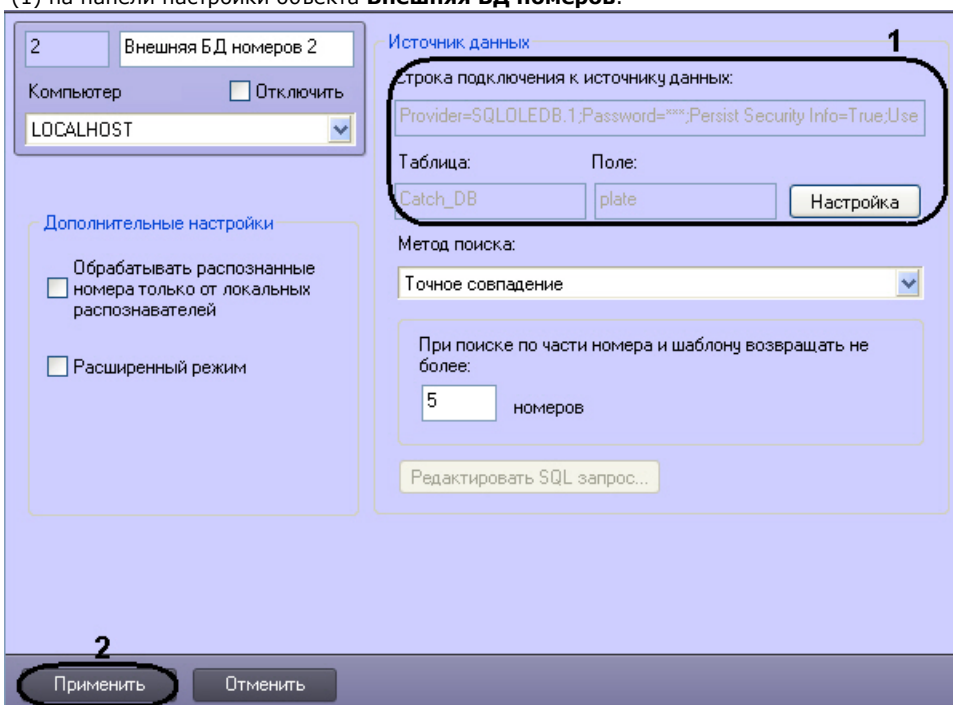 (1) на панели настройки объекта Внешняя БД номеров.
2
Внешняя БД номеров 2
Компьютер
Отключить
LOCALHOST
Дополнительные настройки
Обрабатывать распознанные
номера только от локальных
распознавателей
Расширенный режим
Источник данных
1
Строка подключения к источнику данных:
Provider=SQLOLEDB.1;Password=***;Persist Security Info=True;Use
Таблица:
Поле:
Catch_DB
plate
Настройка
Метод поиска:
Точное совпадение
При поиске по части номера и шаблону возвращать не
более:
5
номеров
Редактировать SQL запрос...
2
Применить
Отменить